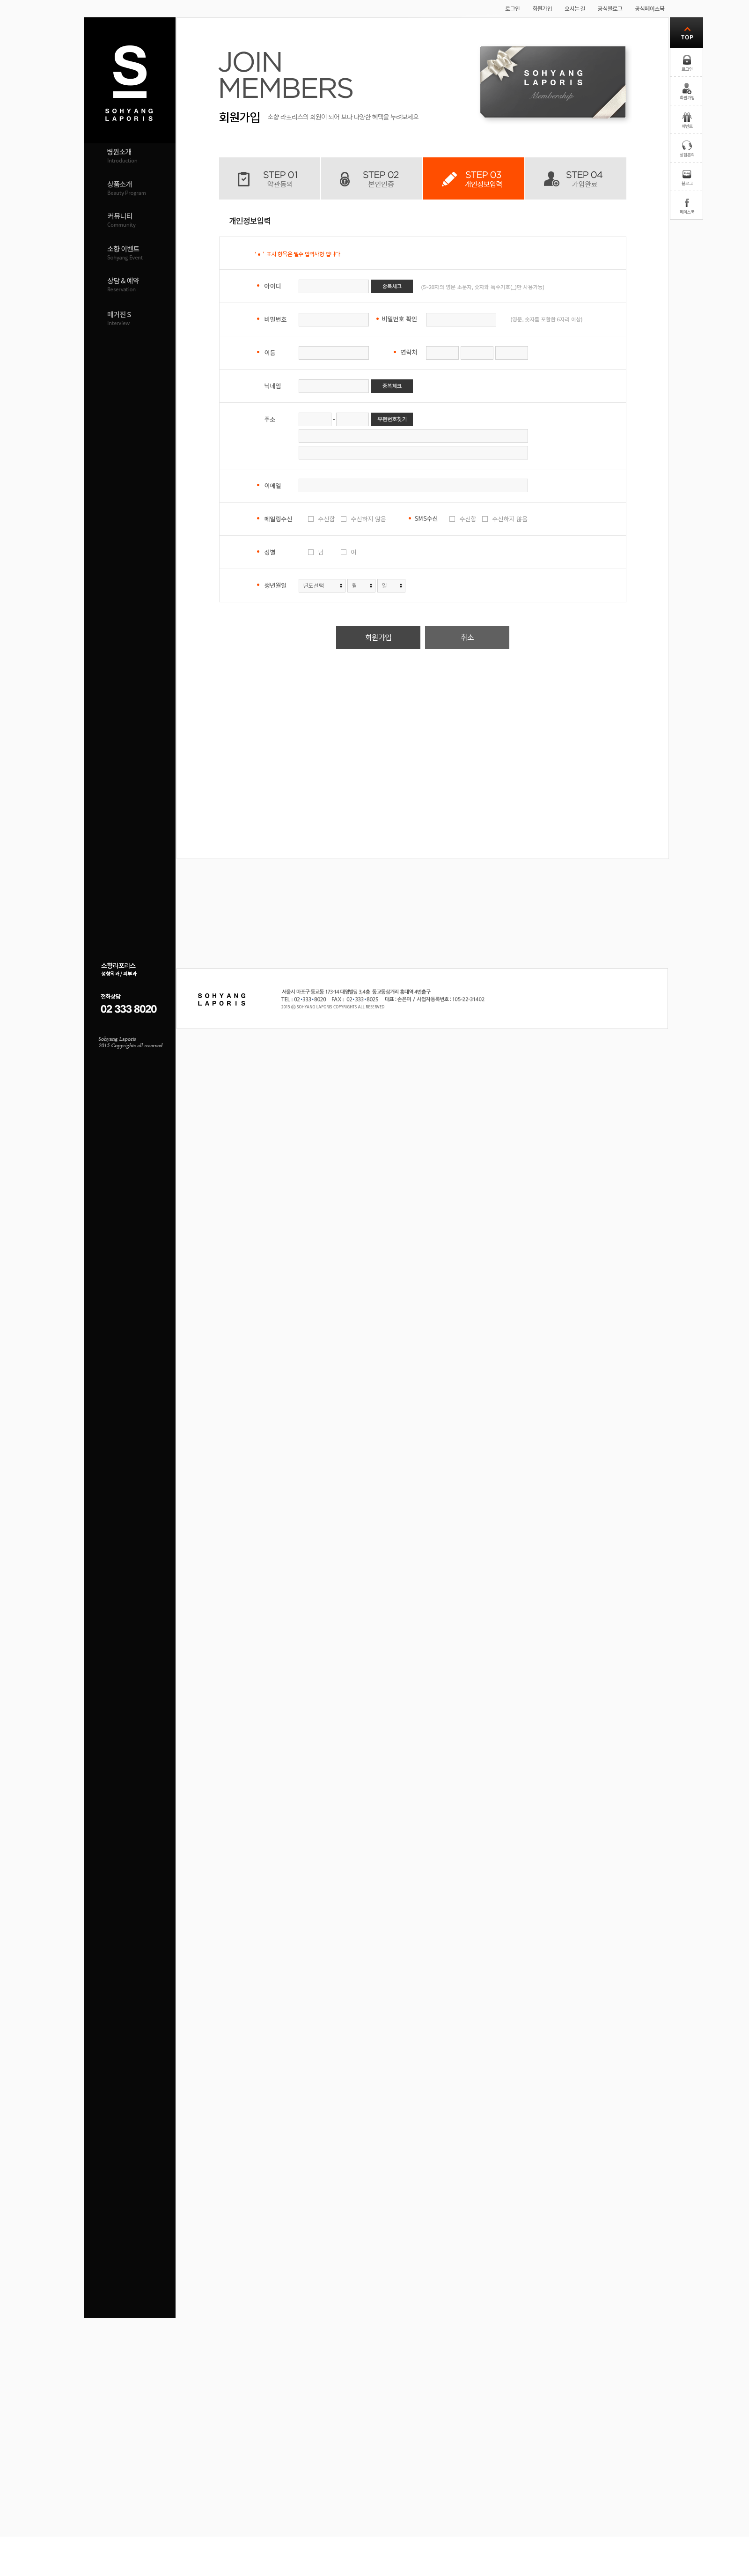 로그인 회원가입 오시는 길 공식블로그 공식페이스북
TOP
로그인
회원가입
이벤트
상담문의
블로그
페이스북
S
SOHYANG
LAPORIS
병원소개
Introduction
상품소개
Beauty Program
커뮤니티
Community
소향 이벤트
Sohyang Event
상담 & 예약
Reservation
매거진 S
Interview
JOIN
MEMBERS
회원가입 소향 라포리스의 회원이 되어 보다 다양한 혜택을 누려보세요
SOHYANG
LAPORIS
Membership
STEP 01
약관동의
STEP 02
본인인증
STEP 03
개인정보입력
STEP 04
가입완료
개인정보입력
' ● ' 표시 항목은 필수 입력사항 입니다
아이디 중복체크 (5~20자의 영문 소문자, 숫자와 특수기호(_)만 사용가능)
비밀번호 비밀번호 확인 (영문, 숫자를 포함한 6자리 이상)
이름 연락처
닉네임 중복체크
주소 - 우편번호찾기
이메일
메일링수신 수신함 수신하지 않음 SMS수신 수신함 수신하지 않음
성별 남 여
생년월일 년도선택 월 일
회원가입 취소
소향라포리스
성형외과 / 피부과
전화상담
02 333 8020
Sohyang Laporis
2015 Copyrights all reserved
SOHYANG
LAPORIS
서울시 마포구 동교동 173-14 대명빌딩 3,4층 동교동삼거리 홍대역 4번출구
TEL : 02·333·8020 FAX : 02·333·8025 대표 : 손은의 / 사업자등록번호 : 105-22-31402
2015 ⓒ SOHYANG LAPORIS COPYRIGHTS ALL RESERVED